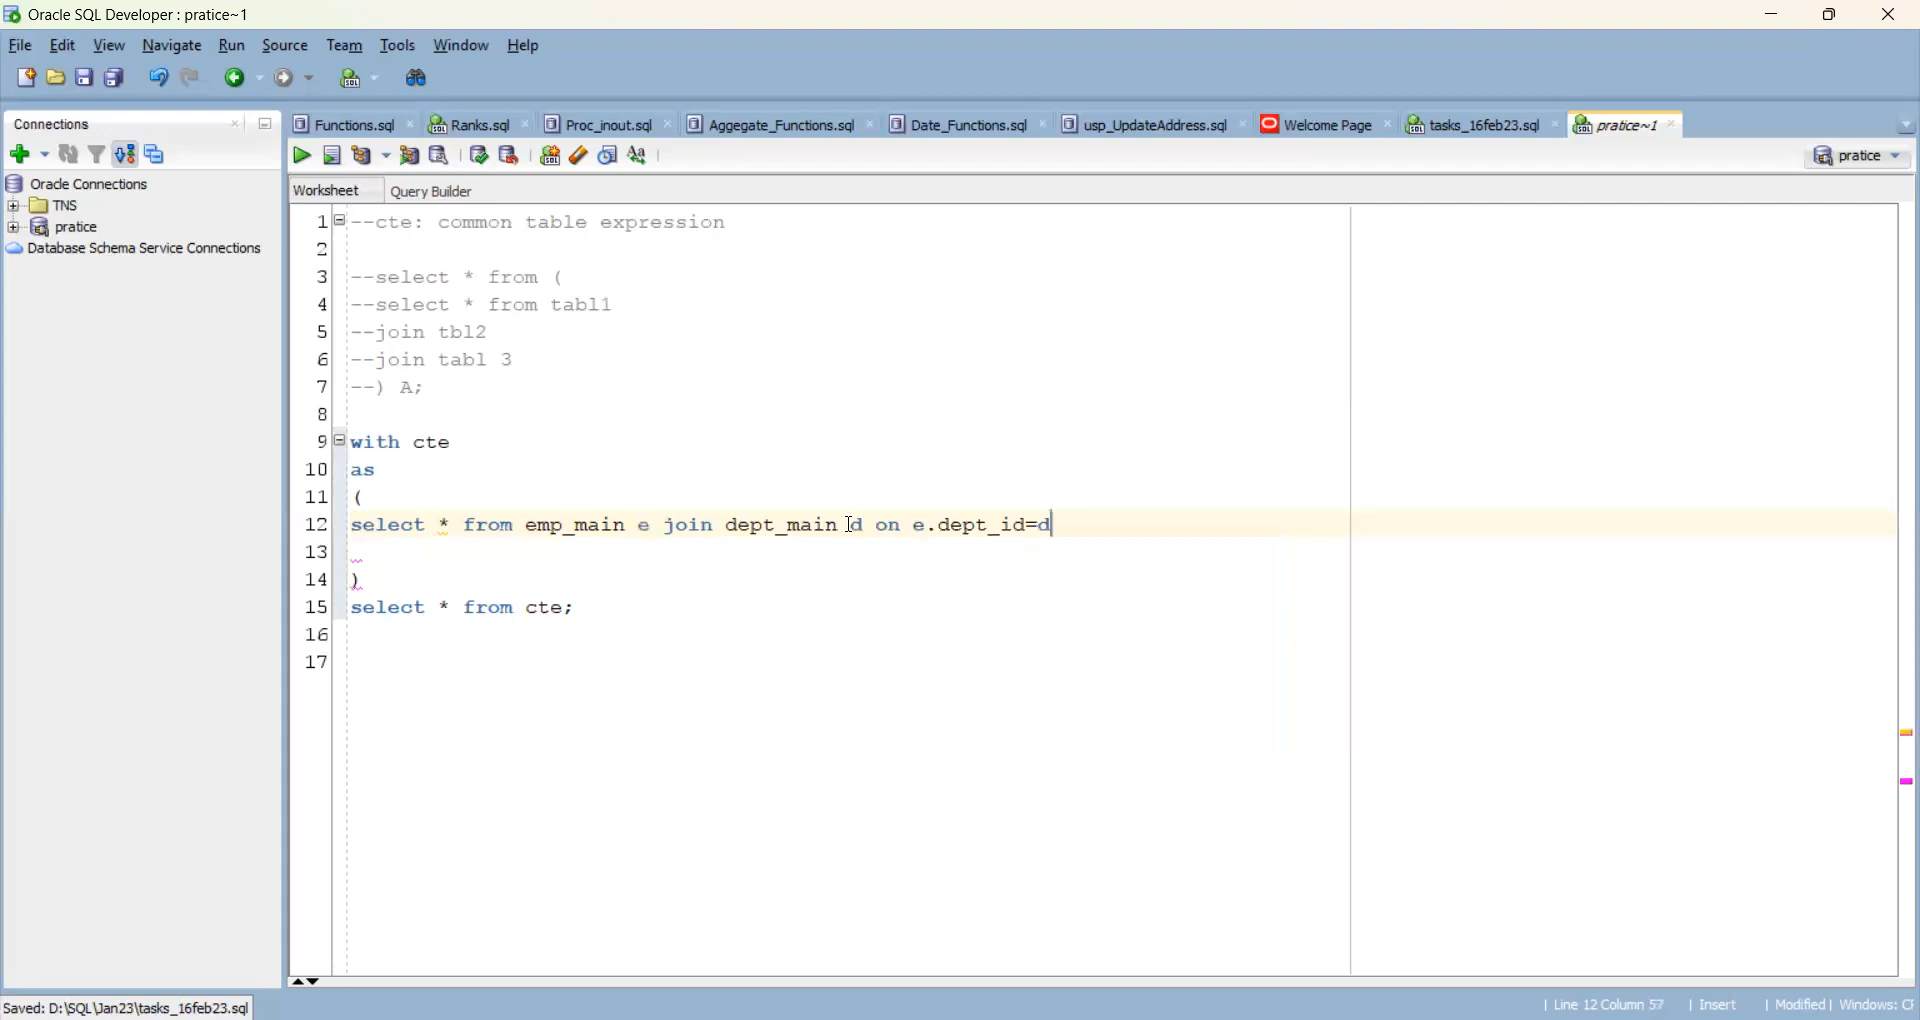 Oracle SQL Developer : pratice~1
File Edit View Navigate Run Source Team Tools Window Help
Connections
Functions.sql Ranks.sql Proc_inout.sql Aggegate_Functions.sql Date_Functions.sql usp_UpdateAddress.sql Welcome Page tasks_16feb23.sql pratice~1
pratice
Oracle Connections
TNS
pratice
Database Schema Service Connections
Worksheet Query Builder
1 --cte: common table expression
2
3 --select * from (
4 --select * from tabl1
5 --join tbl2
6 --join tabl 3
7 --) A;
8
9 with cte
10 as
11 (
12 select * from emp_main e join dept_main d on e.dept_id=d
13
14 )
15 select * from cte;
16
17
Saved: D:\SQL\Jan23\tasks_16feb23.sql
| Line 12 Column 57 | Insert | Modified | Windows: CF